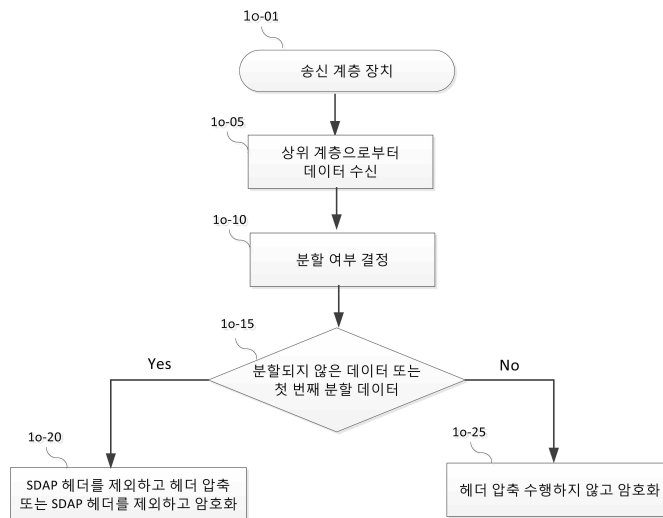 1o-01
송신 계층 장치
1o-05
상위 계층으로부터
데이터 수신
1o-10
분할 여부 결정
1o-15
분할되지 않은 데이터 또는
첫 번째 분할 데이터
Yes
No
1o-20
SDAP 헤더를 제외하고 헤더 압축
또는 SDAP 헤더를 제외하고 암호화
1o-25
헤더 압축 수행하지 않고 암호화